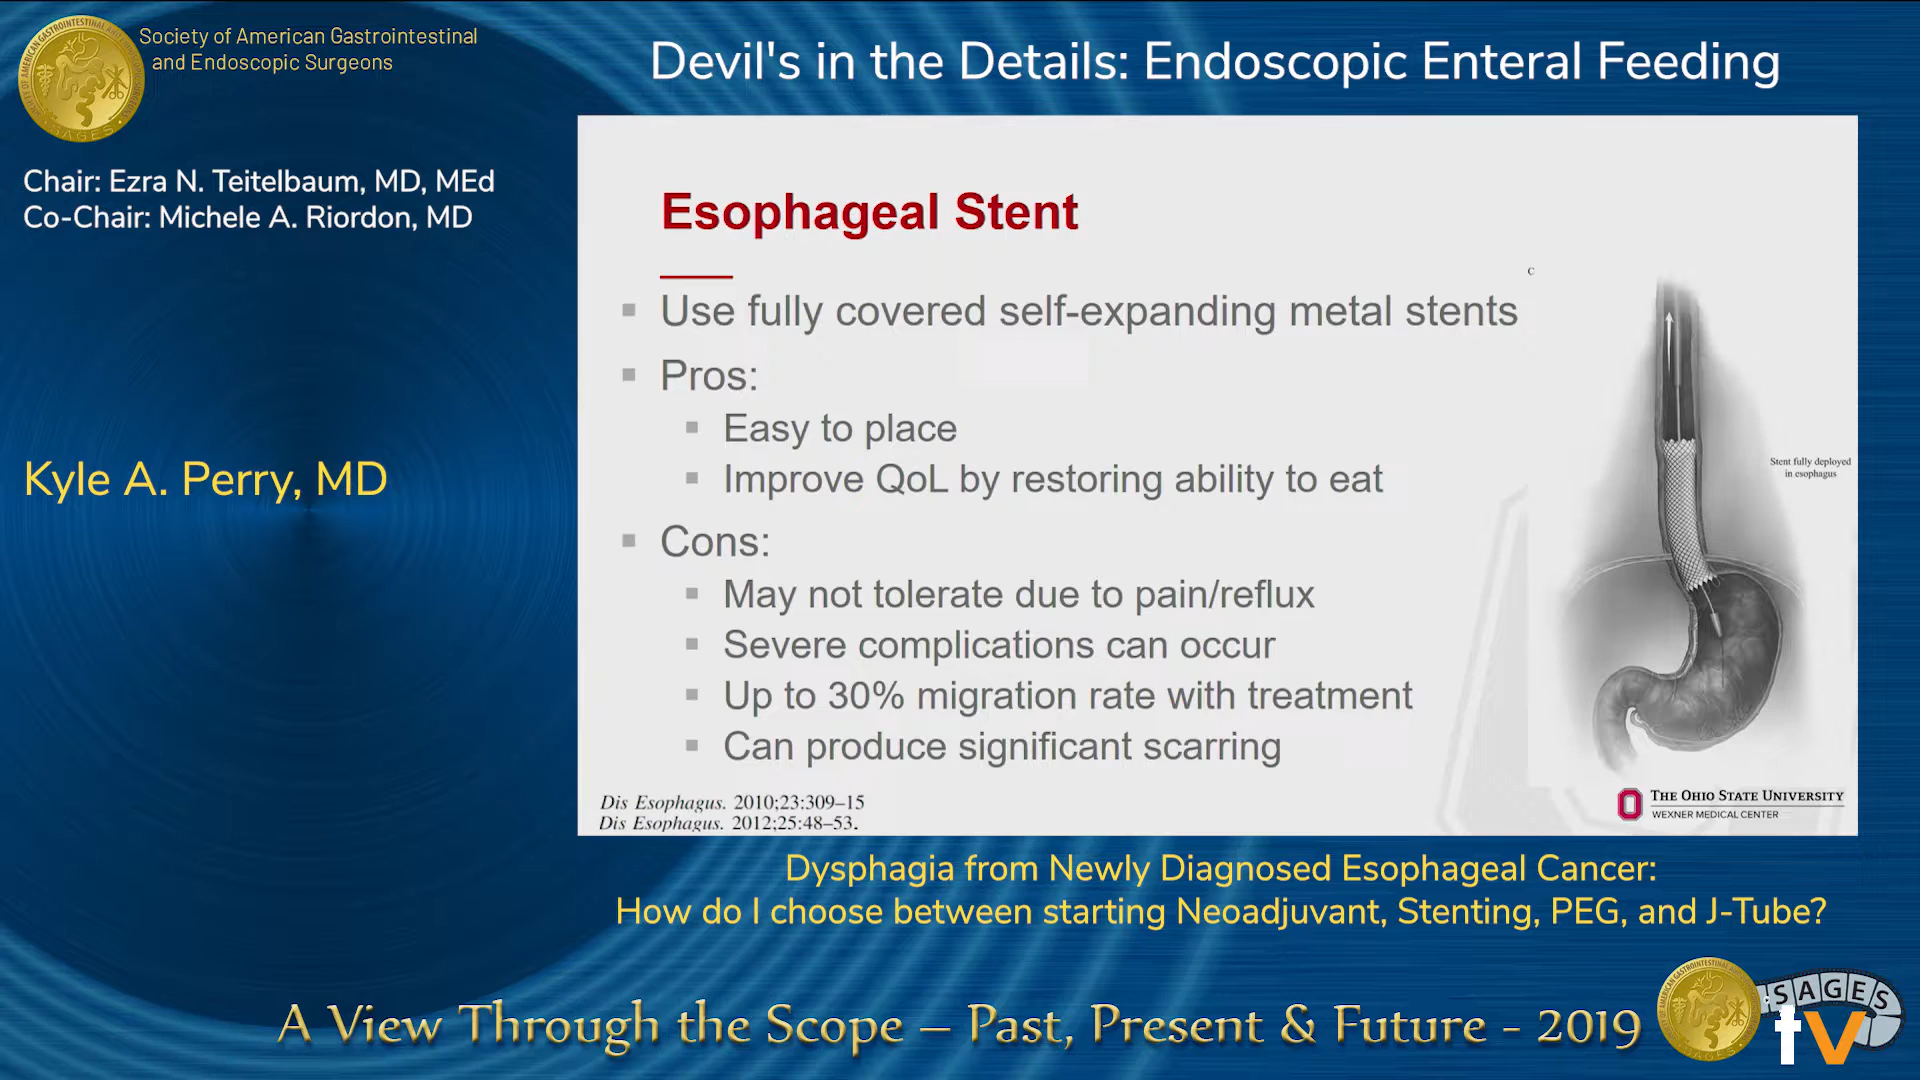 Society of American Gastrointestinal
and Endoscopic Surgeons
Devil's in the Details: Endoscopic Enteral Feeding
Chair: Ezra N. Teitelbaum, MD, MEd
Co-Chair: Michele A. Riordon, MD
Kyle A. Perry, MD
Esophageal Stent
C
Use fully covered self-expanding metal stents
Pros:
Easy to place
Improve QoL by restoring ability to eat
Cons:
May not tolerate due to pain/reflux
Severe complications can occur
Up to 30% migration rate with treatment
Can produce significant scarring
Stent fully deployed
in esophagus
Dis Esophagus. 2010;23:309–15
Dis Esophagus. 2012;25:48–53.
THE OHIO STATE UNIVERSITY
WEXNER MEDICAL CENTER
Dysphagia from Newly Diagnosed Esophageal Cancer:
How do I choose between starting Neoadjuvant, Stenting, PEG, and J-Tube?
A View Through the Scope – Past, Present & Future - 2019
SAGES
tv